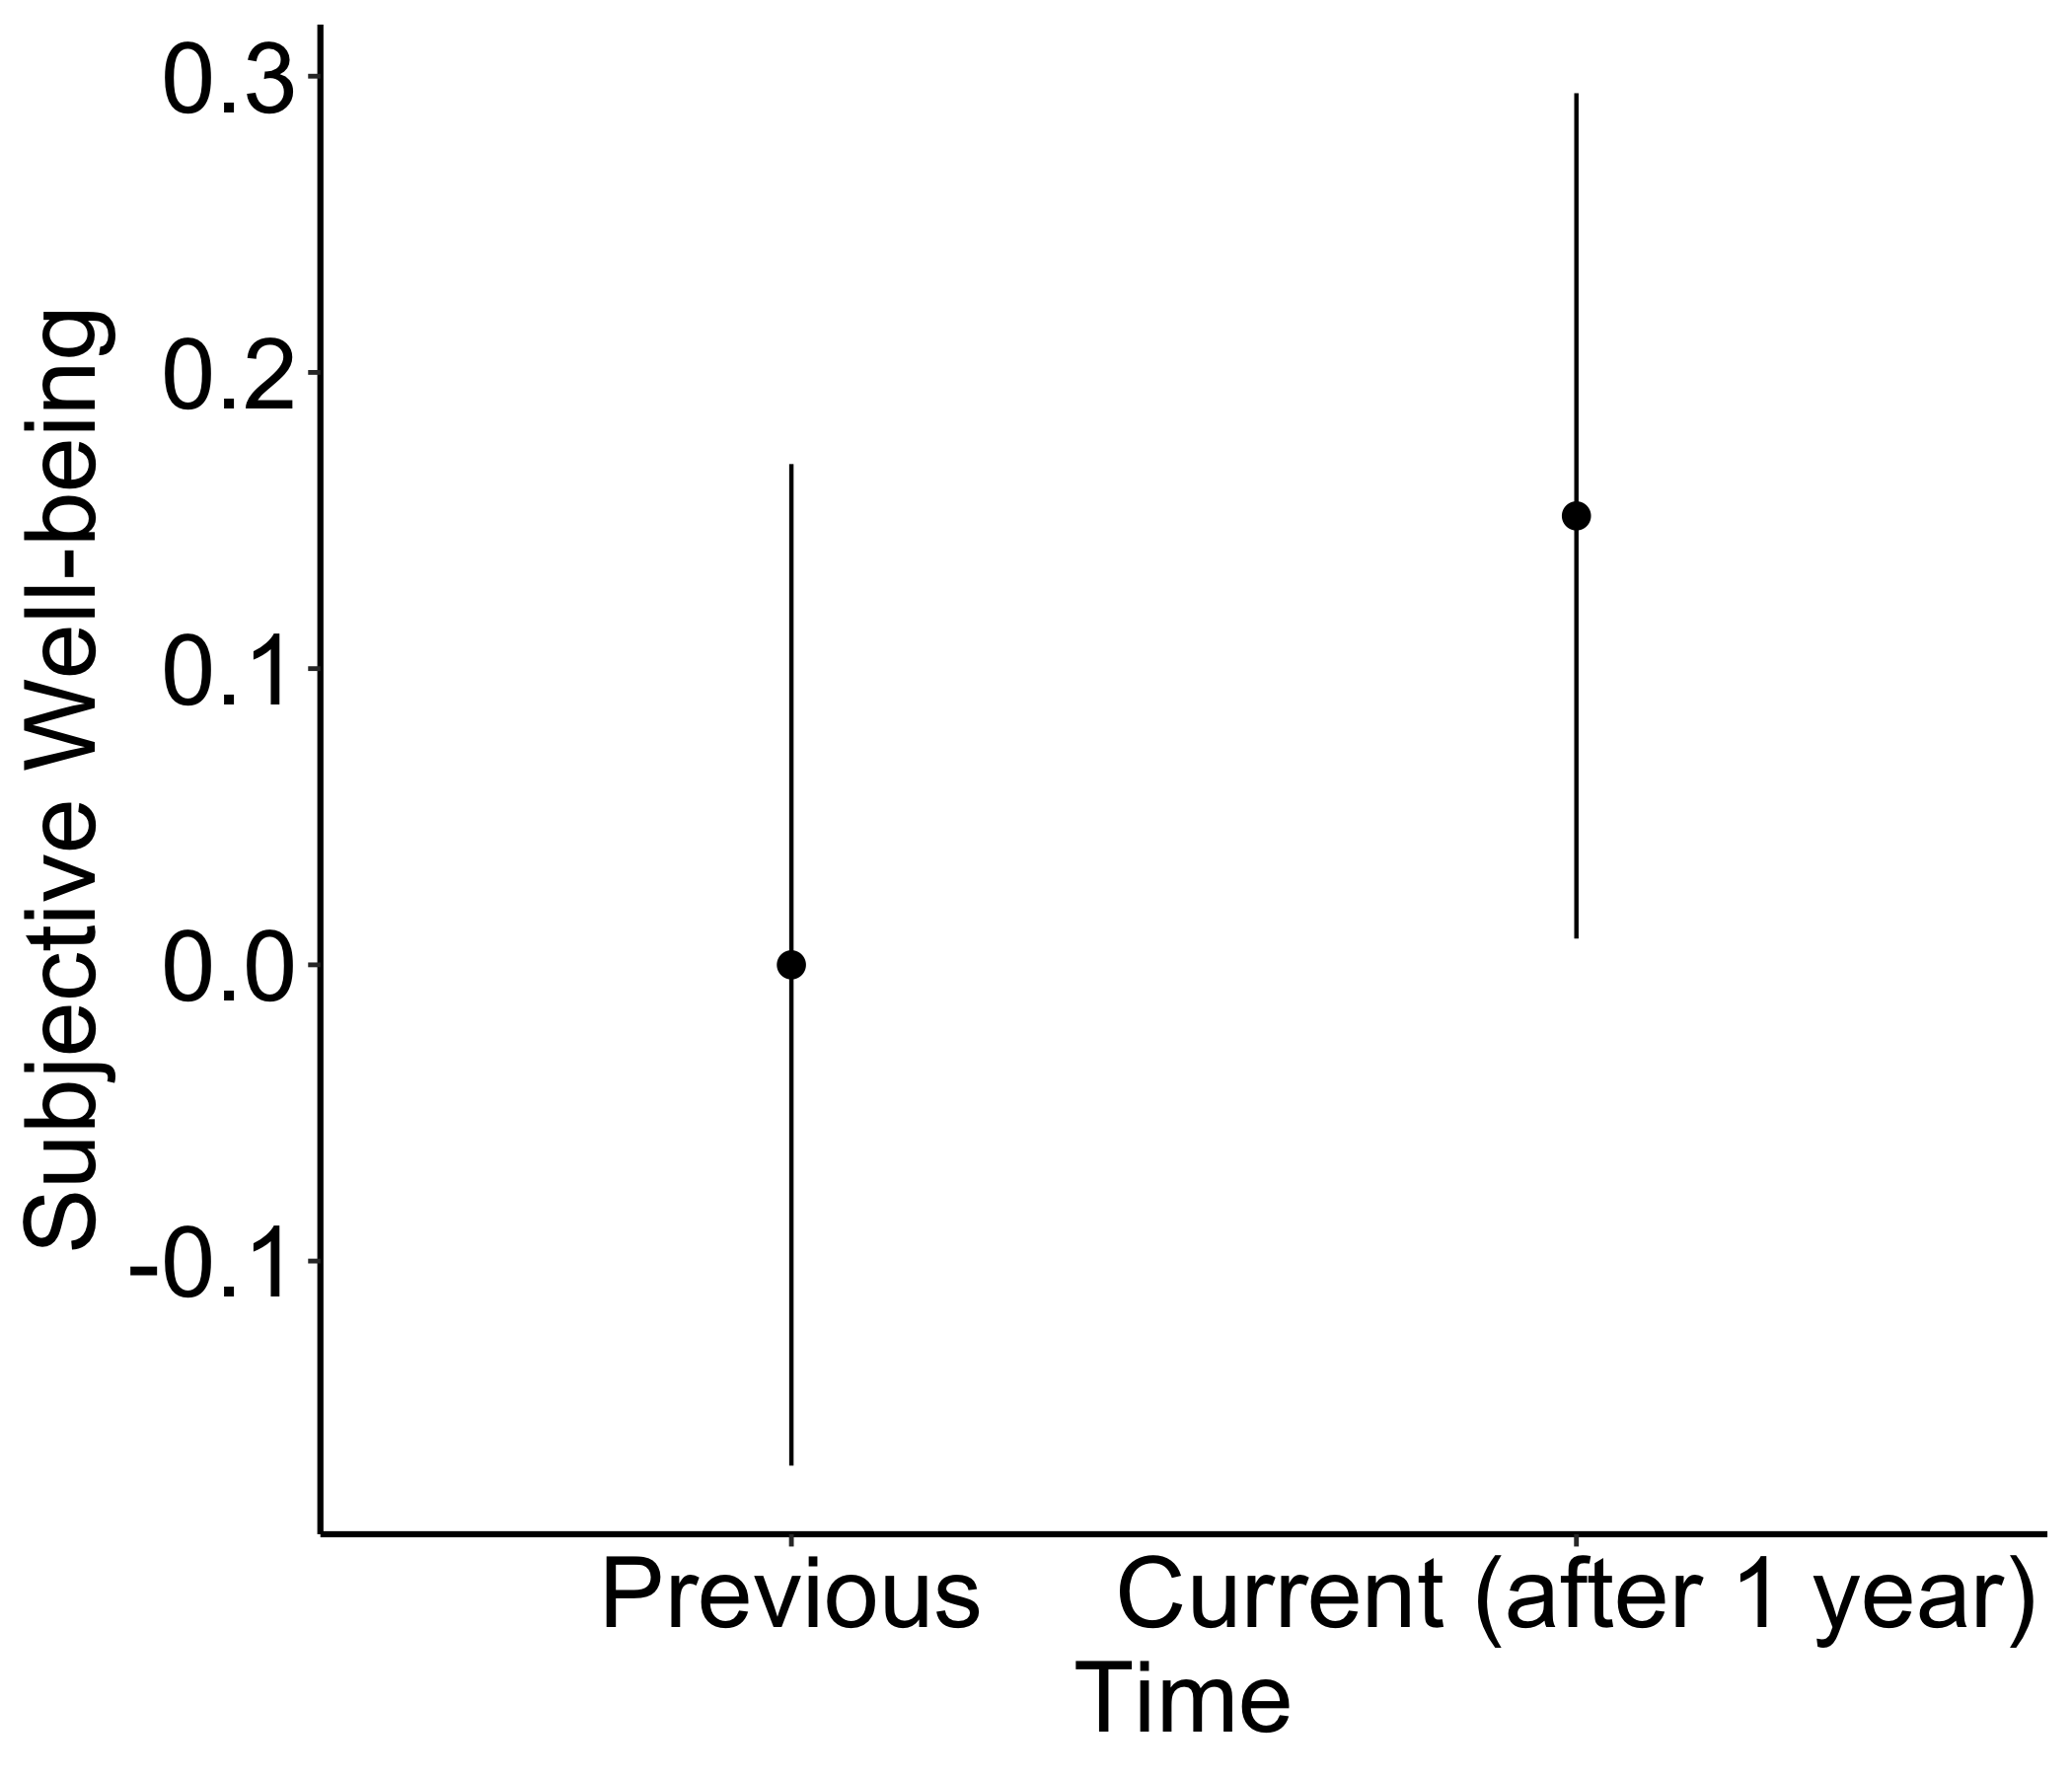 Subjective Well-being
0.3
0.2
0.1
0.0
-0.1
Previous
Current (after 1 year)
Time